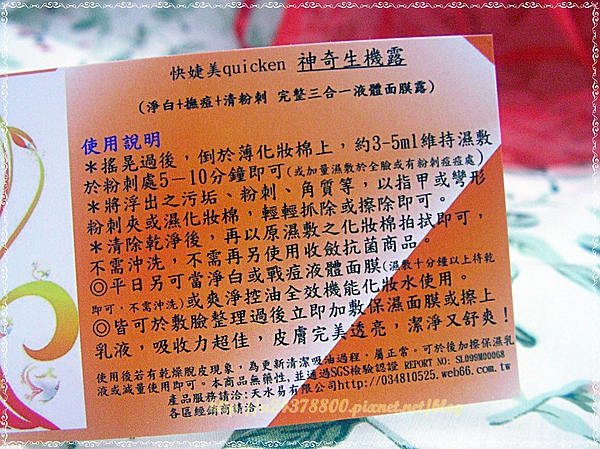 快婕美quicken 神奇生機露
(淨白+撫痘+清粉刺 完整三合一液體面膜露)
使用說明
＊搖晃過後，倒於薄化妝棉上，約3-5ml維持濕敷
於粉刺處5－10分鐘即可(或加量濕敷於全臉或有粉刺痘痘處)
＊將浮出之污垢、粉刺、角質等，以指甲或彎形
粉刺夾或濕化妝棉，輕輕抓除或擦除即可。
＊清除乾淨後，再以原濕敷之化妝棉拍拭即可，
不需沖洗，不需再另使用收斂抗菌商品。
◎平日另可當淨白或戰痘液體面膜(濕敷十分鐘以上待乾
即可，不需沖洗)或爽淨控油全效機能化妝水使用。
◎皆可於敷臉整理過後立即加敷保濕面膜或擦上
乳液，吸收力超佳，皮膚完美透亮，潔淨又舒爽！
使用後若有乾燥脫皮現象，為更新清潔吸油過程，屬正常。可於後加擦保濕乳
液或減量使用即可。本商品無藥性，並通過SGS檢驗認證 REPORT NO: SL099M00068
產品服務請洽：天水易有限公司http://034810525.web66.com.tw
各區經銷商請洽：
4378800.pixnet.net/blog